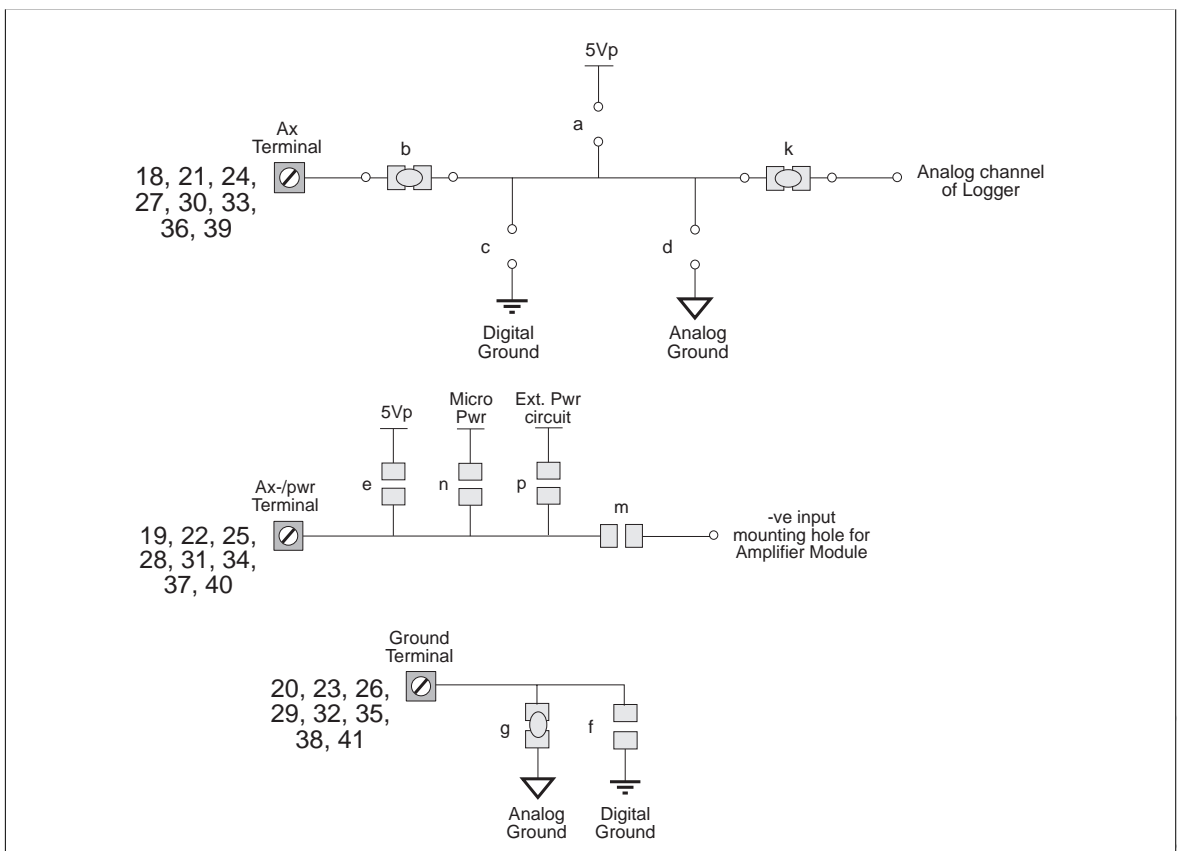 5Vp
a
Ax
Terminal
b
k
18, 21, 24,
27, 30, 33,
36, 39
Analog channel
of Logger
c
d
Digital
Ground
Analog
Ground
5Vp
Micro
Pwr
Ext. Pwr
circuit
e
n
p
m
Ax-/pwr
Terminal
19, 22, 25,
28, 31, 34,
37, 40
-ve input
mounting hole for
Amplifier Module
Ground
Terminal
20, 23, 26,
29, 32, 35,
38, 41
g
f
Analog
Ground
Digital
Ground